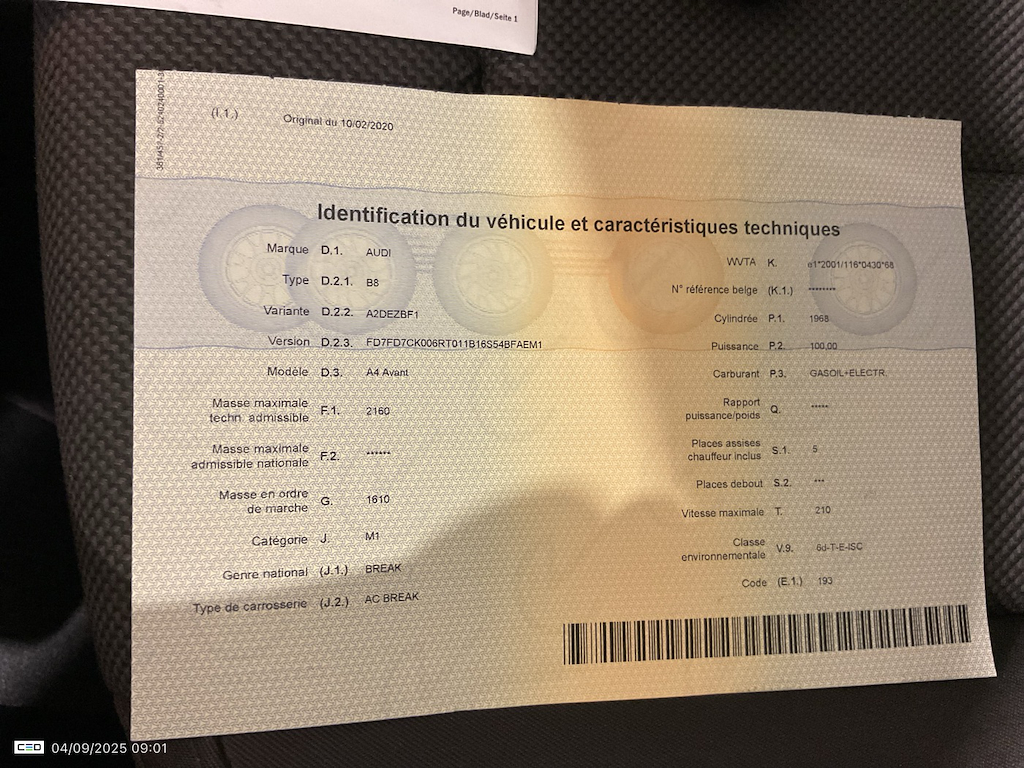 Page/Blad/Seite 1
(I.1.) Original du 10/02/2020
Identification du véhicule et caractéristiques techniques
Marque D.1. AUDI
Type D.2.1. B8
Variante D.2.2. A2DEZBF1
Version D.2.3. FD7FD7CK006RT011B16S54BFAEM1
Modèle D.3. A4 Avant
Masse maximale
techn. admissible F.1. 2160
Masse maximale
admissible nationale F.2. ******
Masse en ordre
de marche G. 1610
Catégorie J. M1
Genre national (J.1.) BREAK
Type de carrosserie (J.2.) AC BREAK
WVTA K. e1*2001/116*0430*68
N° référence belge (K.1.) ********
Cylindrée P.1. 1968
Puissance P.2. 100,00
Carburant P.3. GASOIL+ELECTR.
Rapport
puissance/poids Q. *****
Places assises
chauffeur inclus S.1. 5
Places debout S.2. ***
Vitesse maximale T. 210
Classe
environnementale V.9. 6d-T-E-ISC
Code (E.1.) 193
CEO 04/09/2025 09:01